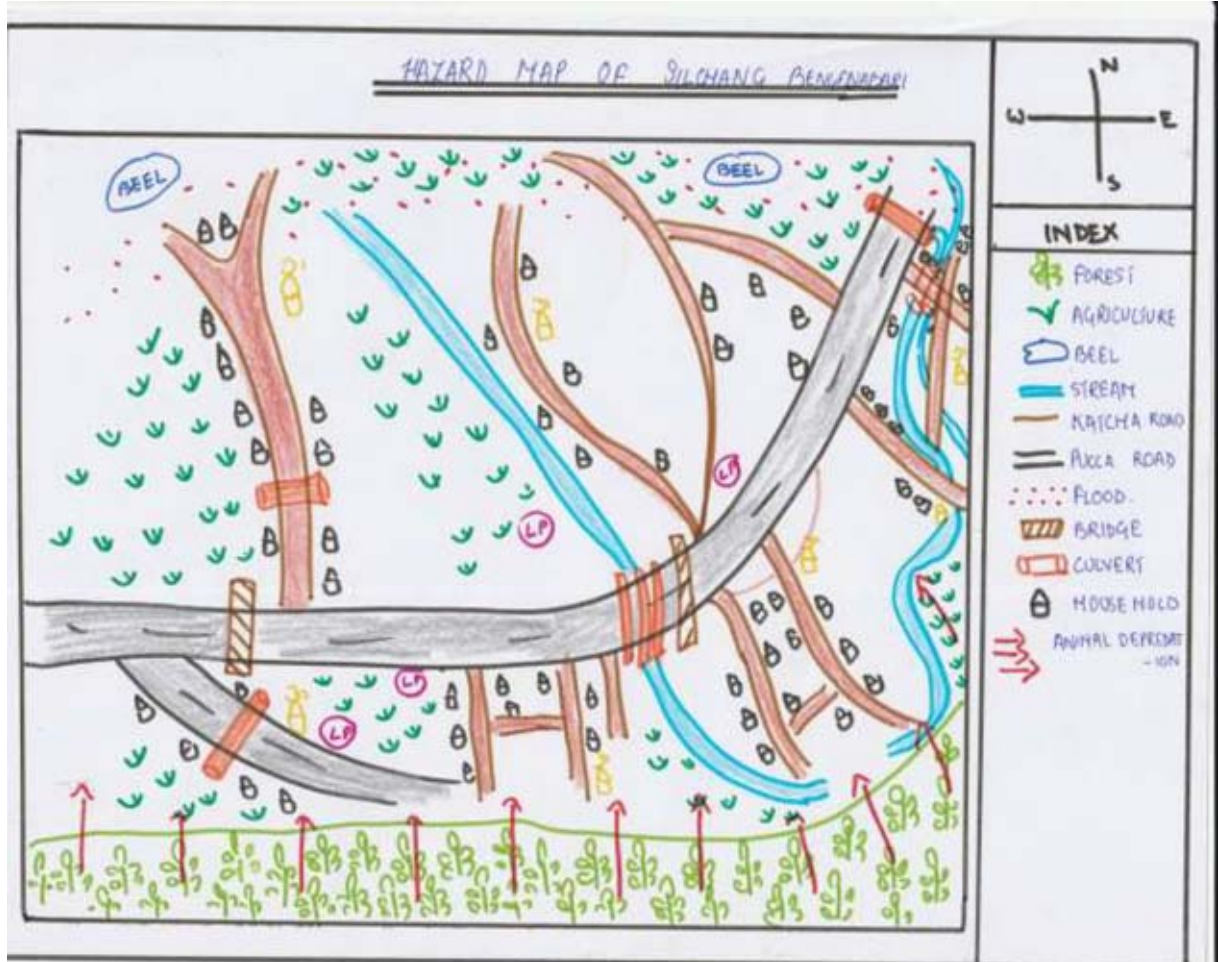 HAZARD MAP OF SILCHANG BENGENABARI
N
W E
S
BEEL
BEEL
LP
LP
LP
LP
INDEX
FOREST
AGRICULTURE
BEEL
STREAM
KATCHA ROAD
PUCCA ROAD
FLOOD.
BRIDGE
CULVERT
HOUSE HOLD
ANIMAL DEPREDAT
-ION